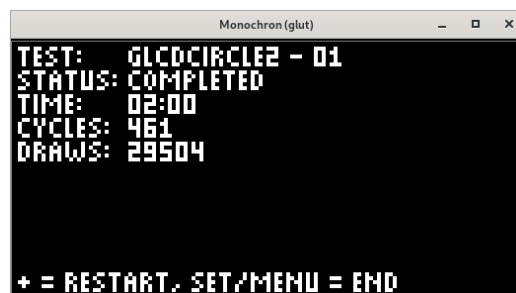 Monochron (glut)
TEST: GLCDCIRCLE2 - 01
STATUS: COMPLETED
TIME: 02:00
CYCLES: 461
DRAWS: 29504
+ = RESTART, SET/MENU = END